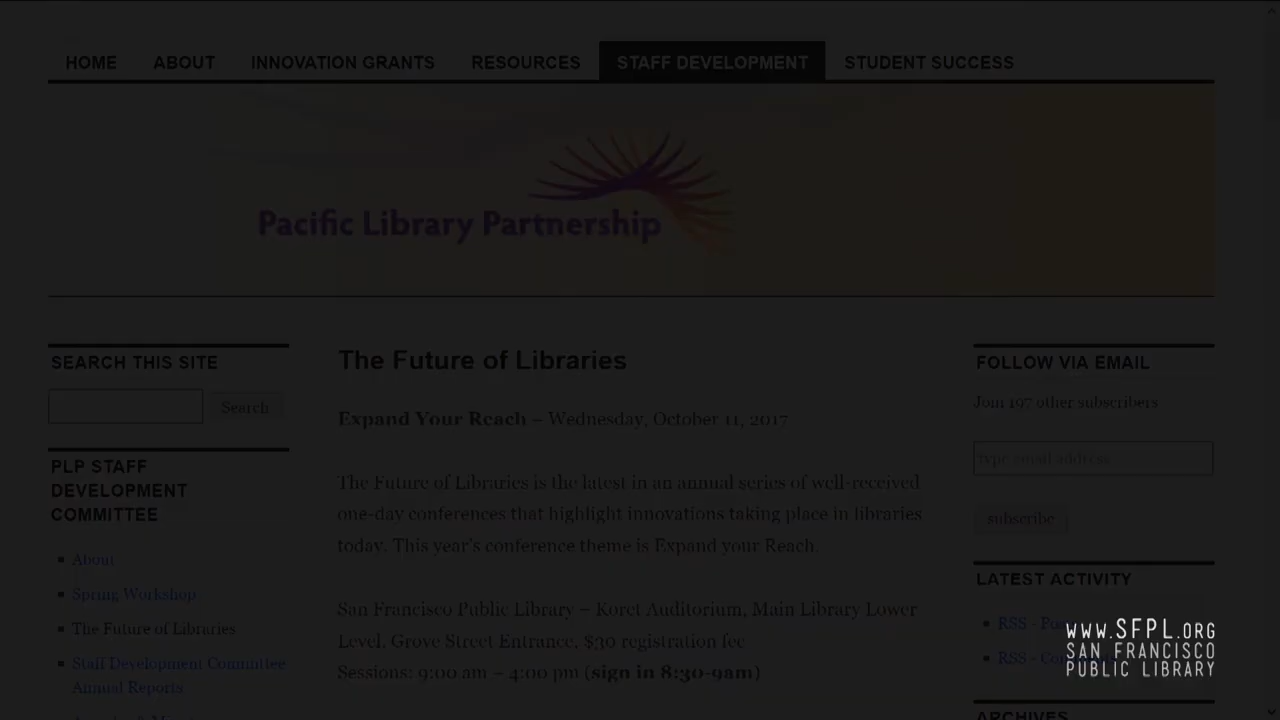 HOME ABOUT INNOVATION GRANTS RESOURCES STAFF DEVELOPMENT STUDENT SUCCESS
Pacific Library Partnership
SEARCH THIS SITE
Search
PLP STAFF
DEVELOPMENT
COMMITTEE
About
Spring Workshop
The Future of Libraries
Staff Development Committee
Annual Reports
The Future of Libraries
Expand Your Reach – Wednesday, October 11, 2017
The Future of Libraries is the latest in an annual series of well-received
one-day conferences that highlight innovations taking place in libraries
today. This year's conference theme is Expand your Reach.
San Francisco Public Library – Koret Auditorium, Main Library Lower
Level, Grove Street Entrance, $30 registration fee
Sessions: 9:00 am – 4:00 pm (sign in 8:30-9am)
FOLLOW VIA EMAIL
Join 197 other subscribers
type email address
subscribe
LATEST ACTIVITY
RSS -
RSS -
ARCHIVES
WWW.SFPL.ORG
SAN FRANCISCO
PUBLIC LIBRARY